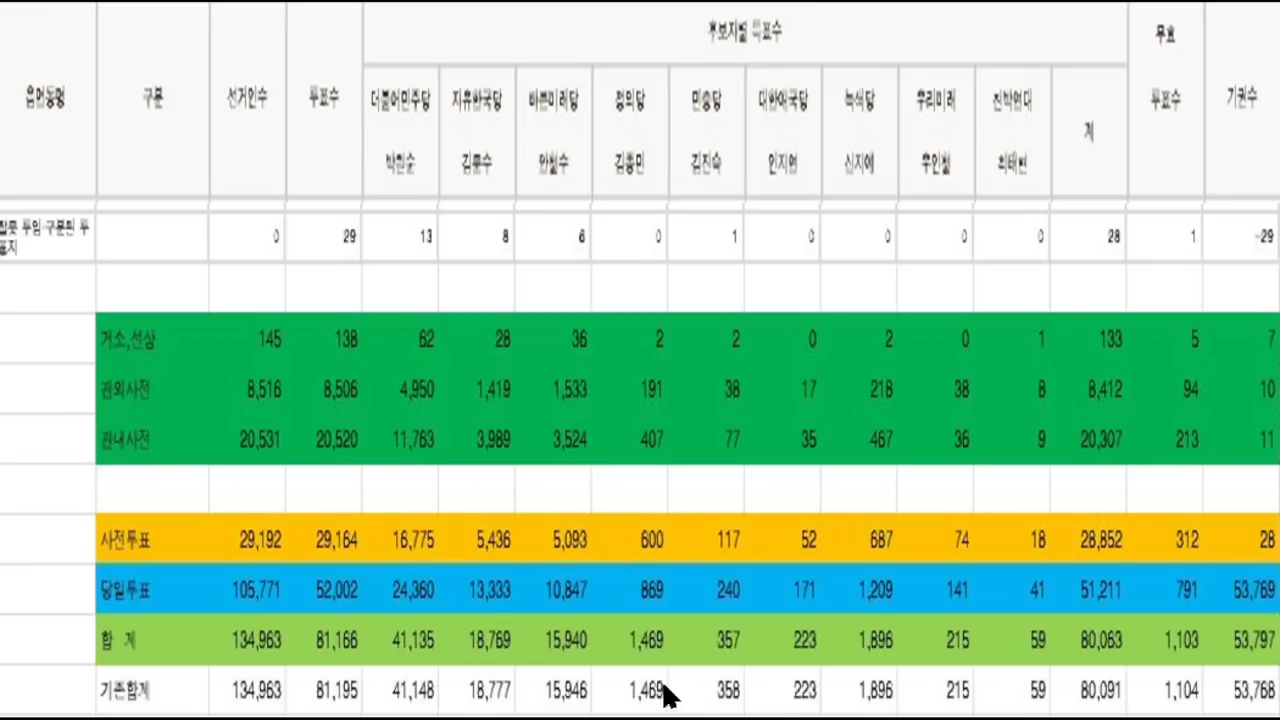 후보자별 득표수
무효
읍면동명 구분 선거인수 투표수 더불어민주당 자유한국당 바른미래당 정의당 민중당 대한애국당 녹색당 우리미래 친박연대 계 투표수 기권수
박원순 김문수 안철수 김종민 김진숙 인지연 신지예 우인철 최태현
잘못 투입·구분된 투 0 29 13 8 6 0 1 0 0 0 0 28 1 -29
표지
거소,선상 145 138 62 28 36 2 2 0 2 0 1 133 5 7
관외사전 8,516 8,506 4,950 1,419 1,533 191 38 17 218 38 8 8,412 94 10
관내사전 20,531 20,520 11,763 3,989 3,524 407 77 35 467 36 9 20,307 213 11
사전투표 29,192 29,164 16,775 5,436 5,093 600 117 52 687 74 18 28,852 312 28
당일투표 105,771 52,002 24,360 13,333 10,847 869 240 171 1,209 141 41 51,211 791 53,769
합 계 134,963 81,166 41,135 18,769 15,940 1,469 357 223 1,896 215 59 80,063 1,103 53,797
기존합계 134,963 81,195 41,148 18,777 15,946 1,469 358 223 1,896 215 59 80,091 1,104 53,768